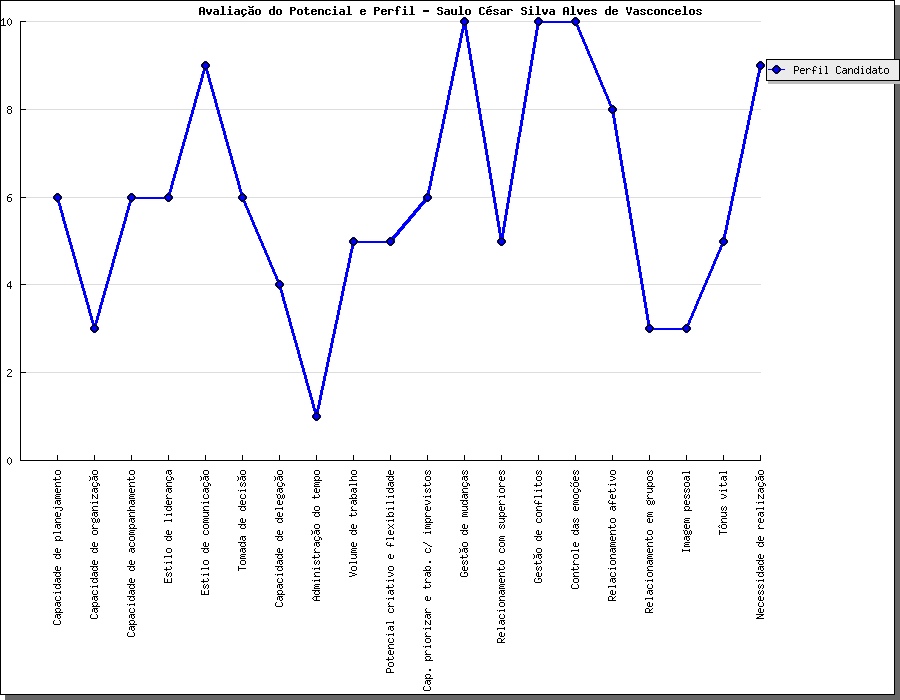 Avaliação do Potencial e Perfil - Saulo César Silva Alves de Vasconcelos
10
8
6
4
2
0
Perfil Candidato
Capacidade de planejamento
Capacidade de organização
Capacidade de acompanhamento
Estilo de liderança
Estilo de comunicação
Tomada de decisão
Capacidade de delegação
Administração do tempo
Volume de trabalho
Potencial criativo e flexibilidade
Cap. priorizar e trab. c/ imprevistos
Gestão de mudanças
Relacionamento com superiores
Gestão de conflitos
Controle das emoções
Relacionamento afetivo
Relacionamento em grupos
Imagem pessoal
Tônus vital
Necessidade de realização